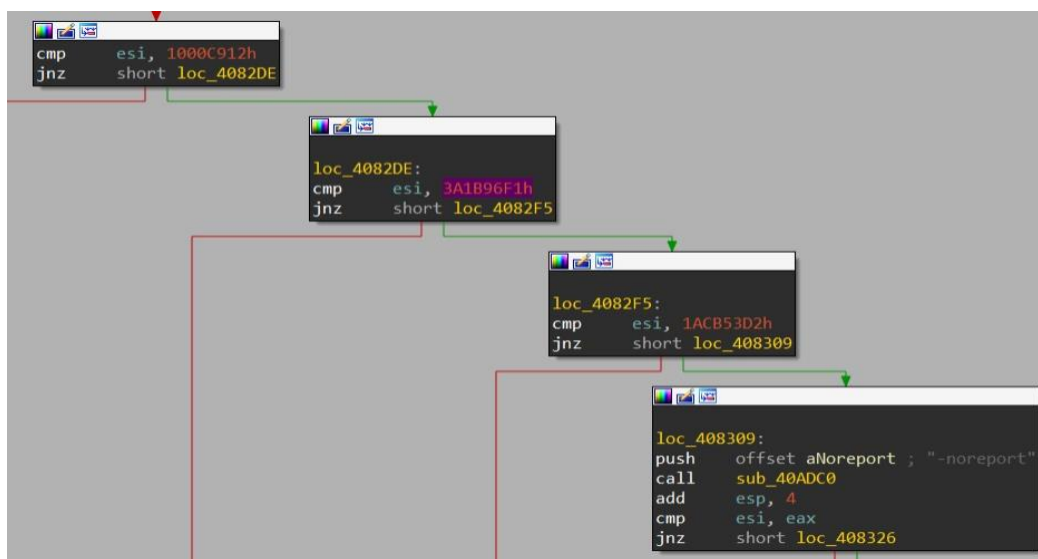 cmp esi, 1000C912h
jnz short loc_4082DE
loc_4082DE:
cmp esi, 3A1B96F1h
jnz short loc_4082F5
loc_4082F5:
cmp esi, 1ACB53D2h
jnz short loc_408309
loc_408309:
push offset aNoreport ; "-noreport"
call sub_40ADC0
add esp, 4
cmp esi, eax
jnz short loc_408326